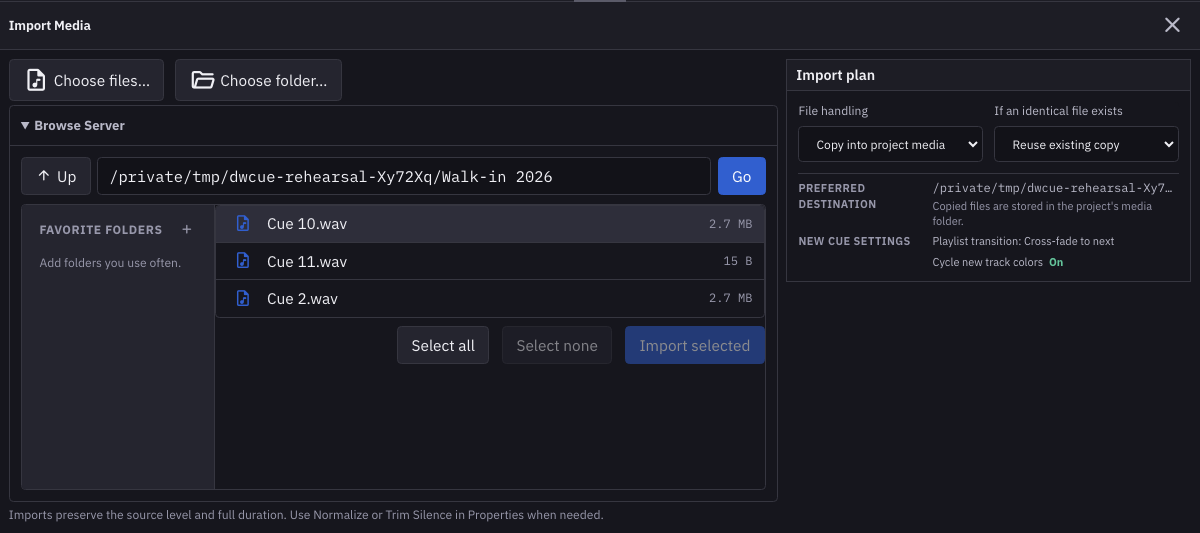 Import Media
Choose files...
Choose folder...
Browse Server
Up
/private/tmp/dwcue-rehearsal-Xy72Xq/Walk-in 2026
Go
FAVORITE FOLDERS +
Add folders you use often.
Cue 10.wav 2.7 MB
Cue 11.wav 15 B
Cue 2.wav 2.7 MB
Select all
Select none
Import selected
Imports preserve the source level and full duration. Use Normalize or Trim Silence in Properties when needed.
Import plan
File handling
Copy into project media
If an identical file exists
Reuse existing copy
PREFERRED
DESTINATION
/private/tmp/dwcue-rehearsal-Xy7…
Copied files are stored in the project's media
folder.
NEW CUE SETTINGS
Playlist transition: Cross-fade to next
Cycle new track colors On